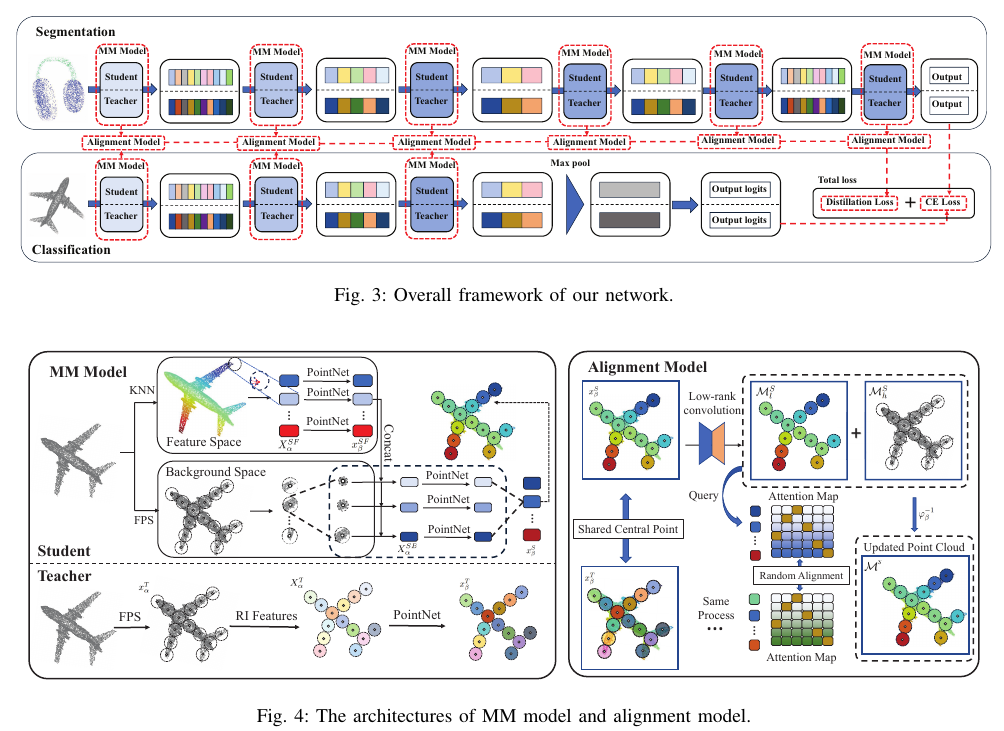 Segmentation
MM Model
MM Model
MM Model
MM Model
MM Model
MM Model
Student
Student
Student
Student
Student
Student
Output
Teacher
Teacher
Teacher
Teacher
Teacher
Teacher
Output
Alignment Model
Alignment Model
Alignment Model
Alignment Model
Alignment Model
Alignment Model
MM Model
MM Model
MM Model
Max pool
Student
Student
Student
Output logits
Total loss
Teacher
Teacher
Teacher
Output logits
Distillation Loss + CE Loss
Classification
Fig. 3: Overall framework of our network.
MM Model
KNN
PointNet
PointNet
PointNet
Feature Space
$X_\alpha^{SF}$
$x_\beta^{SF}$
Concat
Background Space
FPS
PointNet
PointNet
PointNet
$X_\alpha^{SE}$
$x_\beta^{S}$
Student
Teacher
$x_\alpha^{T}$
$X_\alpha^{T}$
$x_\beta^{T}$
FPS
RI Features
PointNet
Alignment Model
$x_\beta^{S}$
Low-rank
convolution
$\mathcal{M}_l^{S}$
+
$\mathcal{M}_h^{S}$
Query
Attention Map
$\varphi_\beta^{-1}$
Shared Central Point
Random Alignment
Updated Point Cloud
$\mathcal{M}^{s}$
$x_\beta^{T}$
Same
Process
Attention Map
Fig. 4: The architectures of MM model and alignment model.